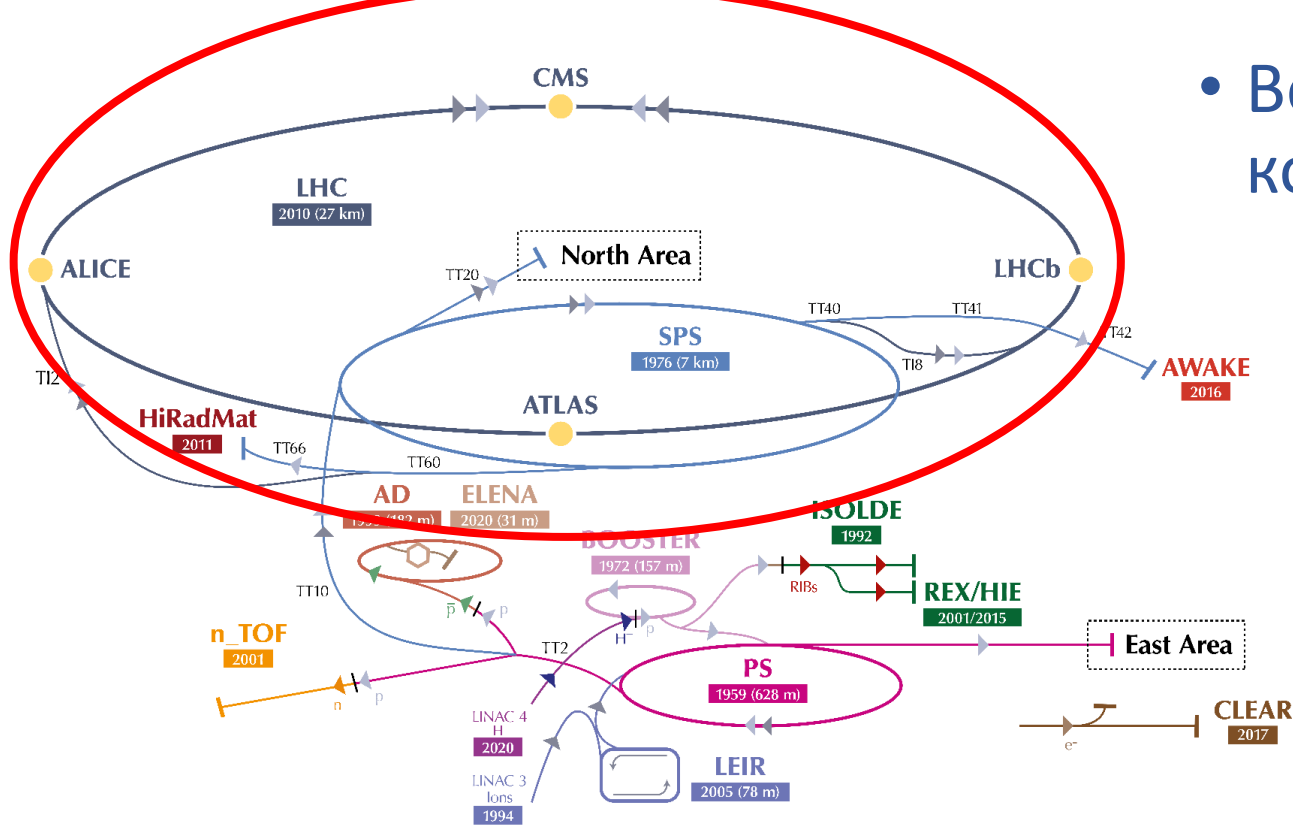 CMS
LHC
2010 (27 km)
ALICE
North Area
TT20
LHCb
TT40
TT41
SPS
1976 (7 km)
TI8
TT42
AWAKE
2016
TI2
ATLAS
HiRadMat
2011
TT66
TT60
AD
ELENA
2020 (31 m)
ISOLDE
1992
BOOSTER
1972 (157 m)
RIBs
REX/HIE
2001/2015
TT10
p̅
p
H⁻
p
n_TOF
2001
TT2
East Area
PS
1959 (628 m)
n
p
LINAC 4
H
2020
CLEAR
2017
e⁻
LEIR
2005 (78 m)
LINAC 3
Ions
1994